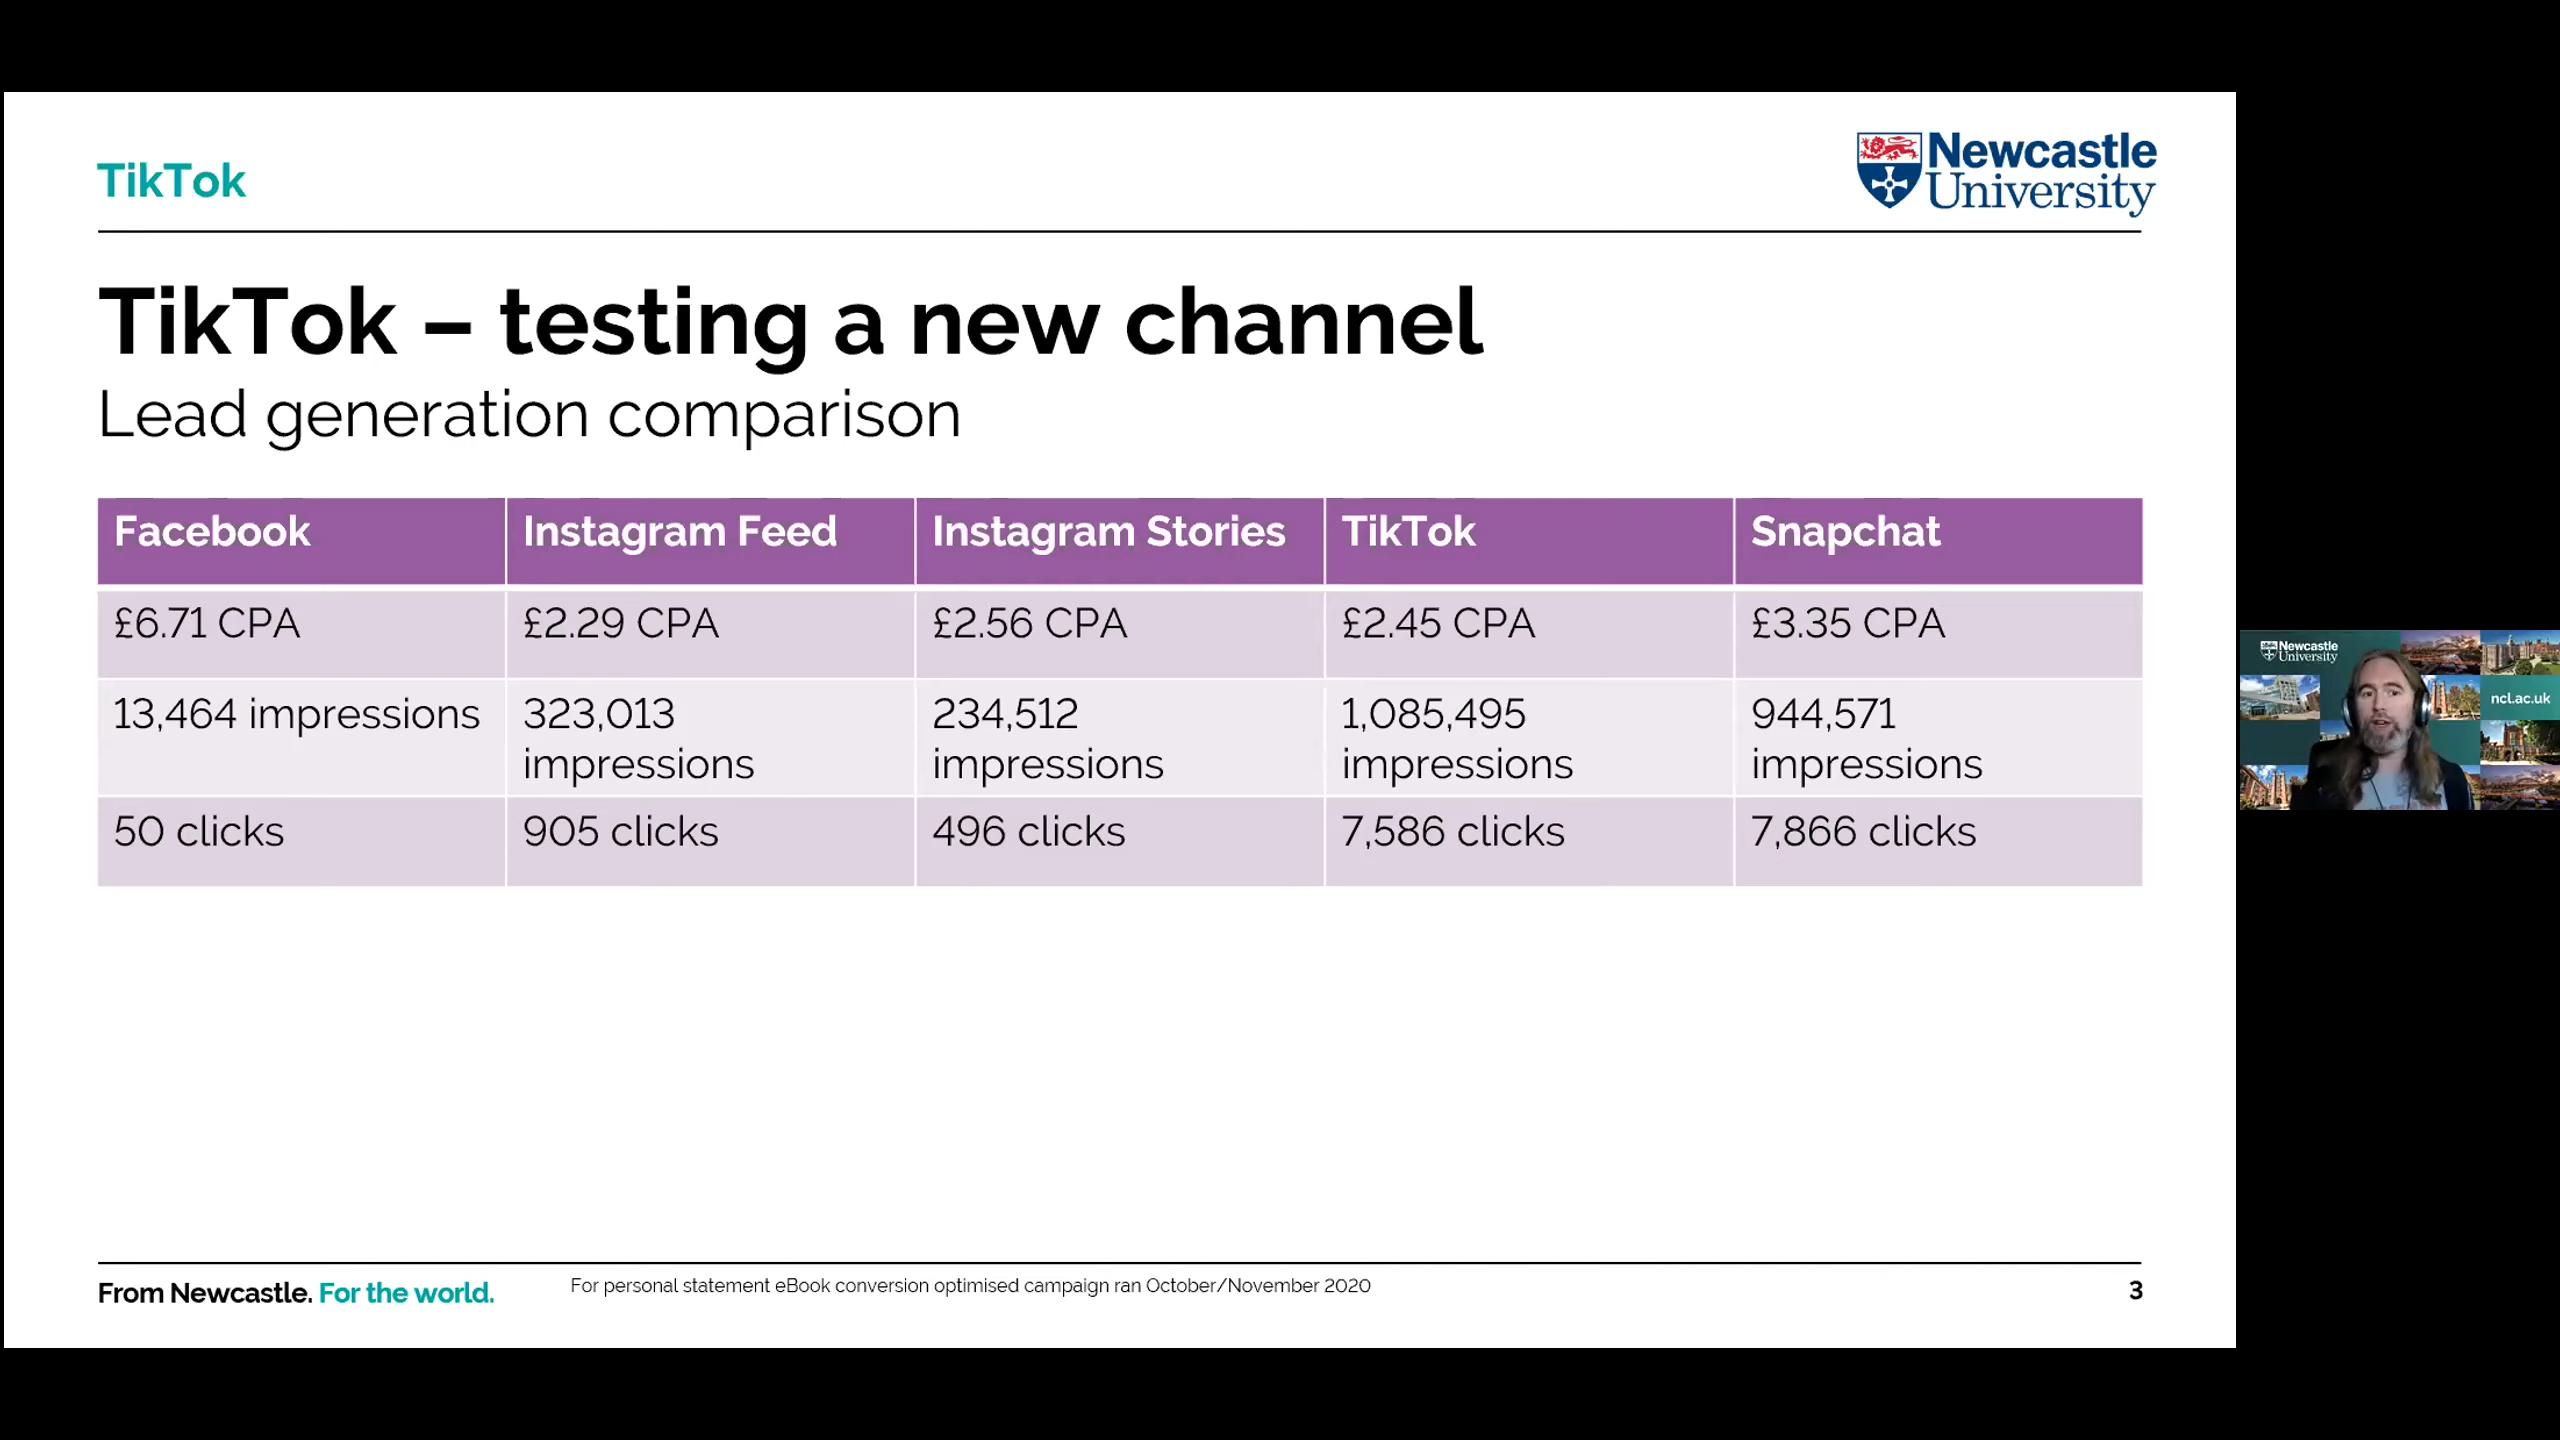 TikTok
Newcastle
University
TikTok – testing a new channel
Lead generation comparison
Facebook Instagram Feed Instagram Stories TikTok Snapchat
£6.71 CPA £2.29 CPA £2.56 CPA £2.45 CPA £3.35 CPA
13,464 impressions 323,013 impressions 234,512 impressions 1,085,495 impressions 944,571 impressions
50 clicks 905 clicks 496 clicks 7,586 clicks 7,866 clicks
From Newcastle. For the world.
For personal statement eBook conversion optimised campaign ran October/November 2020
3
Newcastle
University
ncl.ac.uk